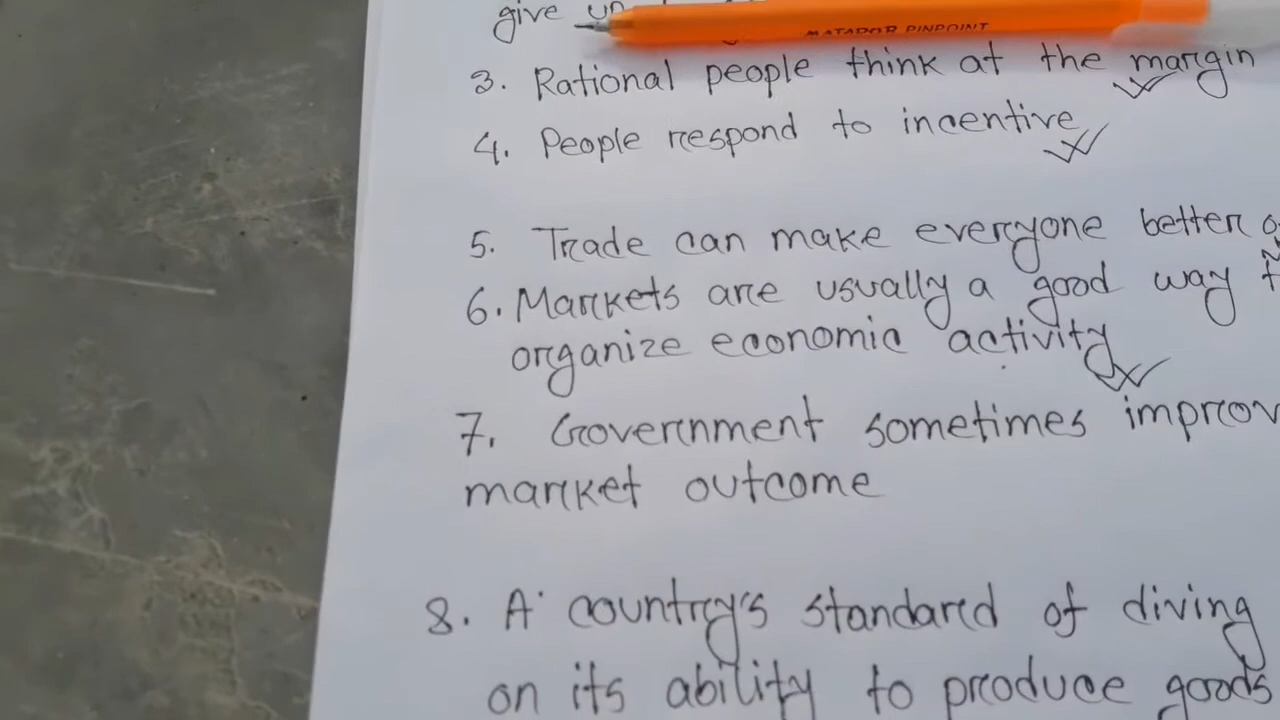 give up
MATADOR PINPOINT
3. Rational people think at the margin
4. People respond to incentive
5. Trade can make everyone better
6. Markets are usually a good way
organize economic activity
7. Government sometimes improv
market outcome
8. A country's standard of diving
on its ability to produce goods